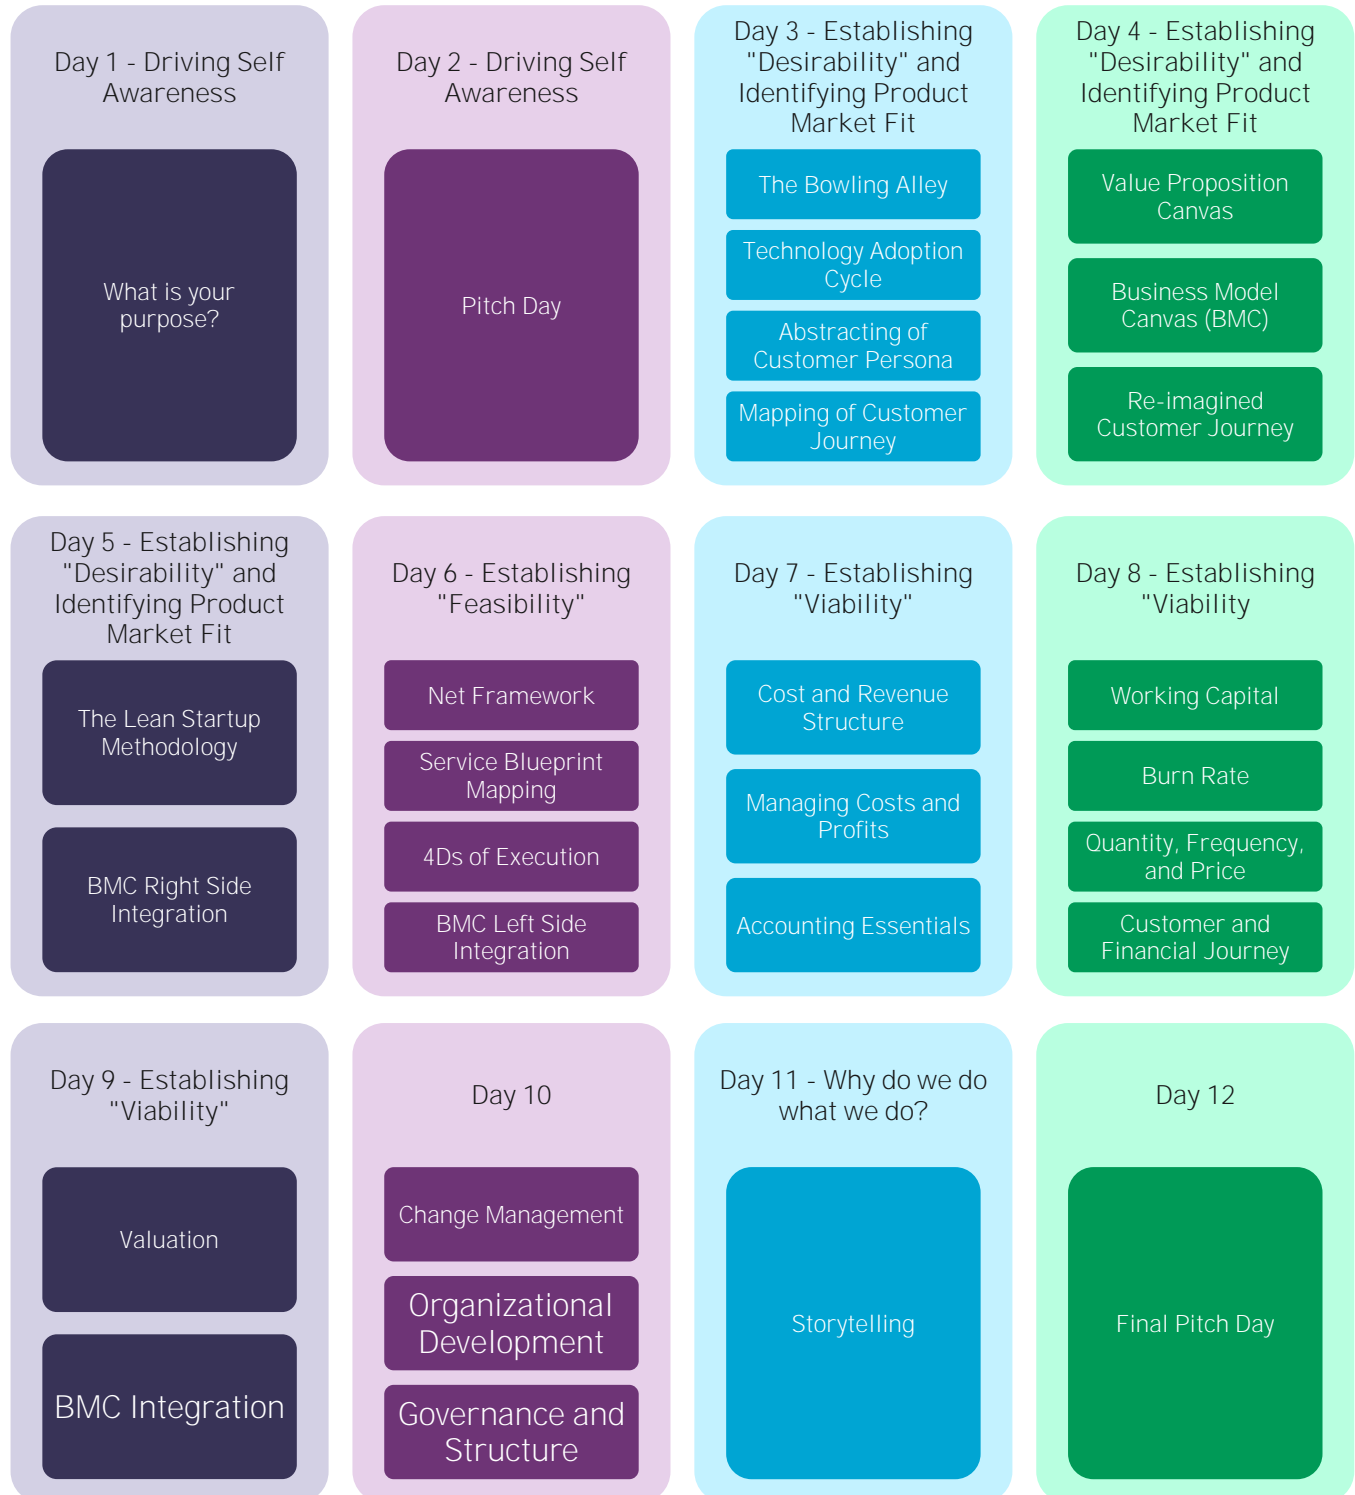 Day 1 - Driving Self
Awareness
What is your
purpose?
Day 2 - Driving Self
Awareness
Pitch Day
Day 3 - Establishing
"Desirability" and
Identifying Product
Market Fit
The Bowling Alley
Technology Adoption
Cycle
Abstracting of
Customer Persona
Mapping of Customer
Journey
Day 4 - Establishing
"Desirability" and
Identifying Product
Market Fit
Value Proposition
Canvas
Business Model
Canvas (BMC)
Re-imagined
Customer Journey
Day 5 - Establishing
"Desirability" and
Identifying Product
Market Fit
The Lean Startup
Methodology
BMC Right Side
Integration
Day 6 - Establishing
"Feasibility"
Net Framework
Service Blueprint
Mapping
4Ds of Execution
BMC Left Side
Integration
Day 7 - Establishing
"Viability"
Cost and Revenue
Structure
Managing Costs and
Profits
Accounting Essentials
Day 8 - Establishing
"Viability
Working Capital
Burn Rate
Quantity, Frequency,
and Price
Customer and
Financial Journey
Day 9 - Establishing
"Viability"
Valuation
BMC Integration
Day 10
Change Management
Organizational
Development
Governance and
Structure
Day 11 - Why do we do
what we do?
Storytelling
Day 12
Final Pitch Day